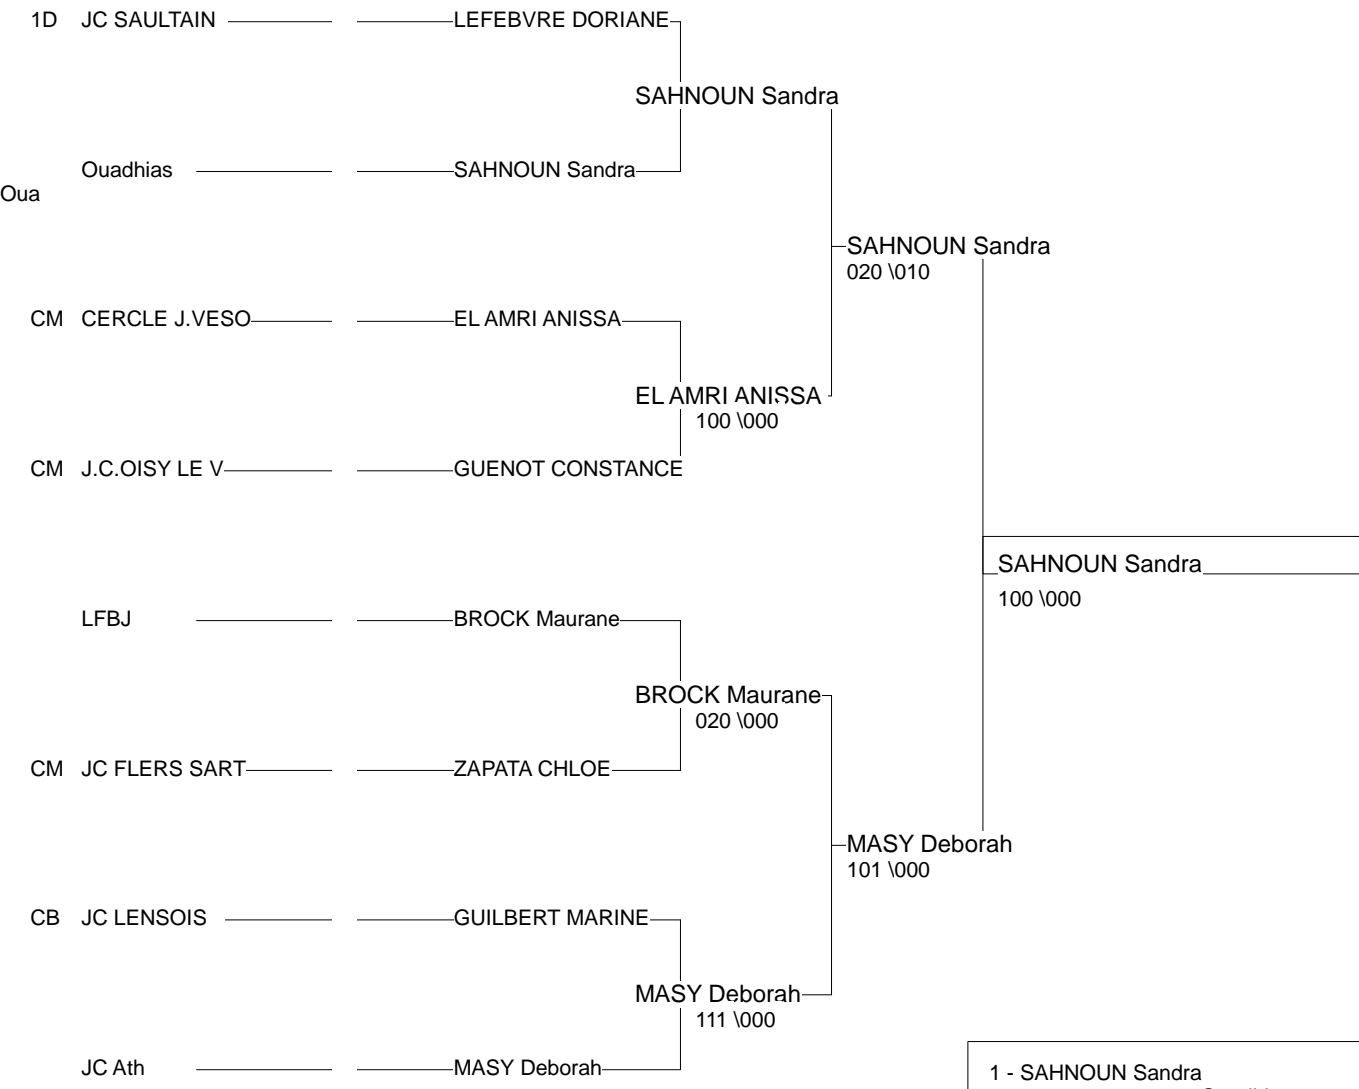 1D JC SAULTAIN LEFEBVRE DORIANE
SAHNOUN Sandra
Ouadhias SAHNOUN Sandra
Oua
SAHNOUN Sandra
020 \010
CM CERCLE J.VESO EL AMRI ANISSA
EL AMRI ANISSA
100 \000
CM J.C.OISY LE V GUENOT CONSTANCE
SAHNOUN Sandra
100 \000
LFBJ BROCK Maurane
BROCK Maurane
020 \000
CM JC FLERS SART ZAPATA CHLOE
MASY Deborah
101 \000
CB JC LENSOIS GUILBERT MARINE
MASY Deborah
111 \000
JC Ath MASY Deborah
1 - SAHNOUN Sandra